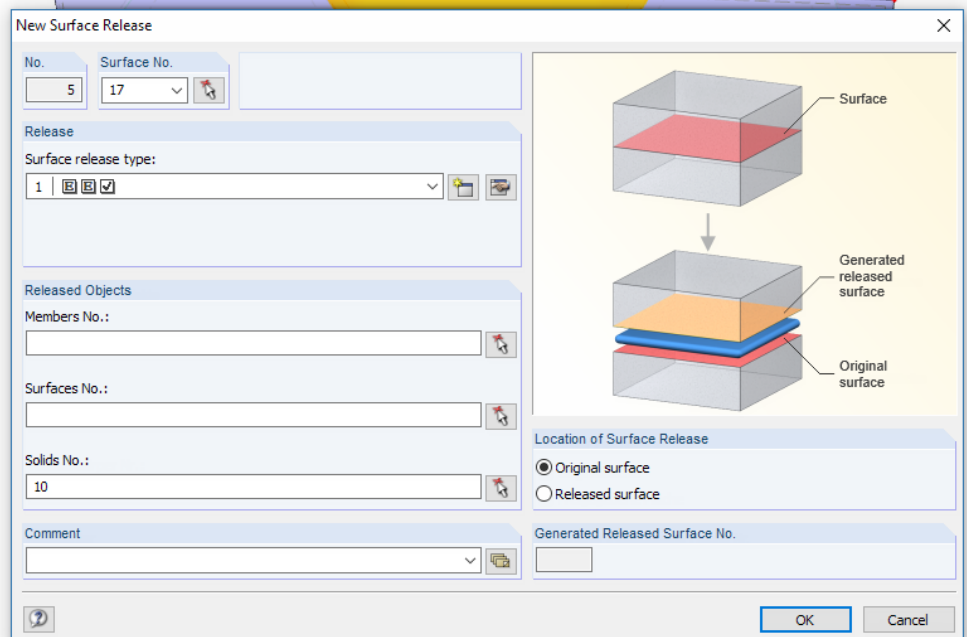 New Surface Release
No.
Surface No.
5
17
Release
Surface release type:
1 E E
Released Objects
Members No.:
Surfaces No.:
Solids No.:
10
Comment
Surface
Generated
released
surface
Original
surface
Location of Surface Release
Original surface
Released surface
Generated Released Surface No.
OK
Cancel